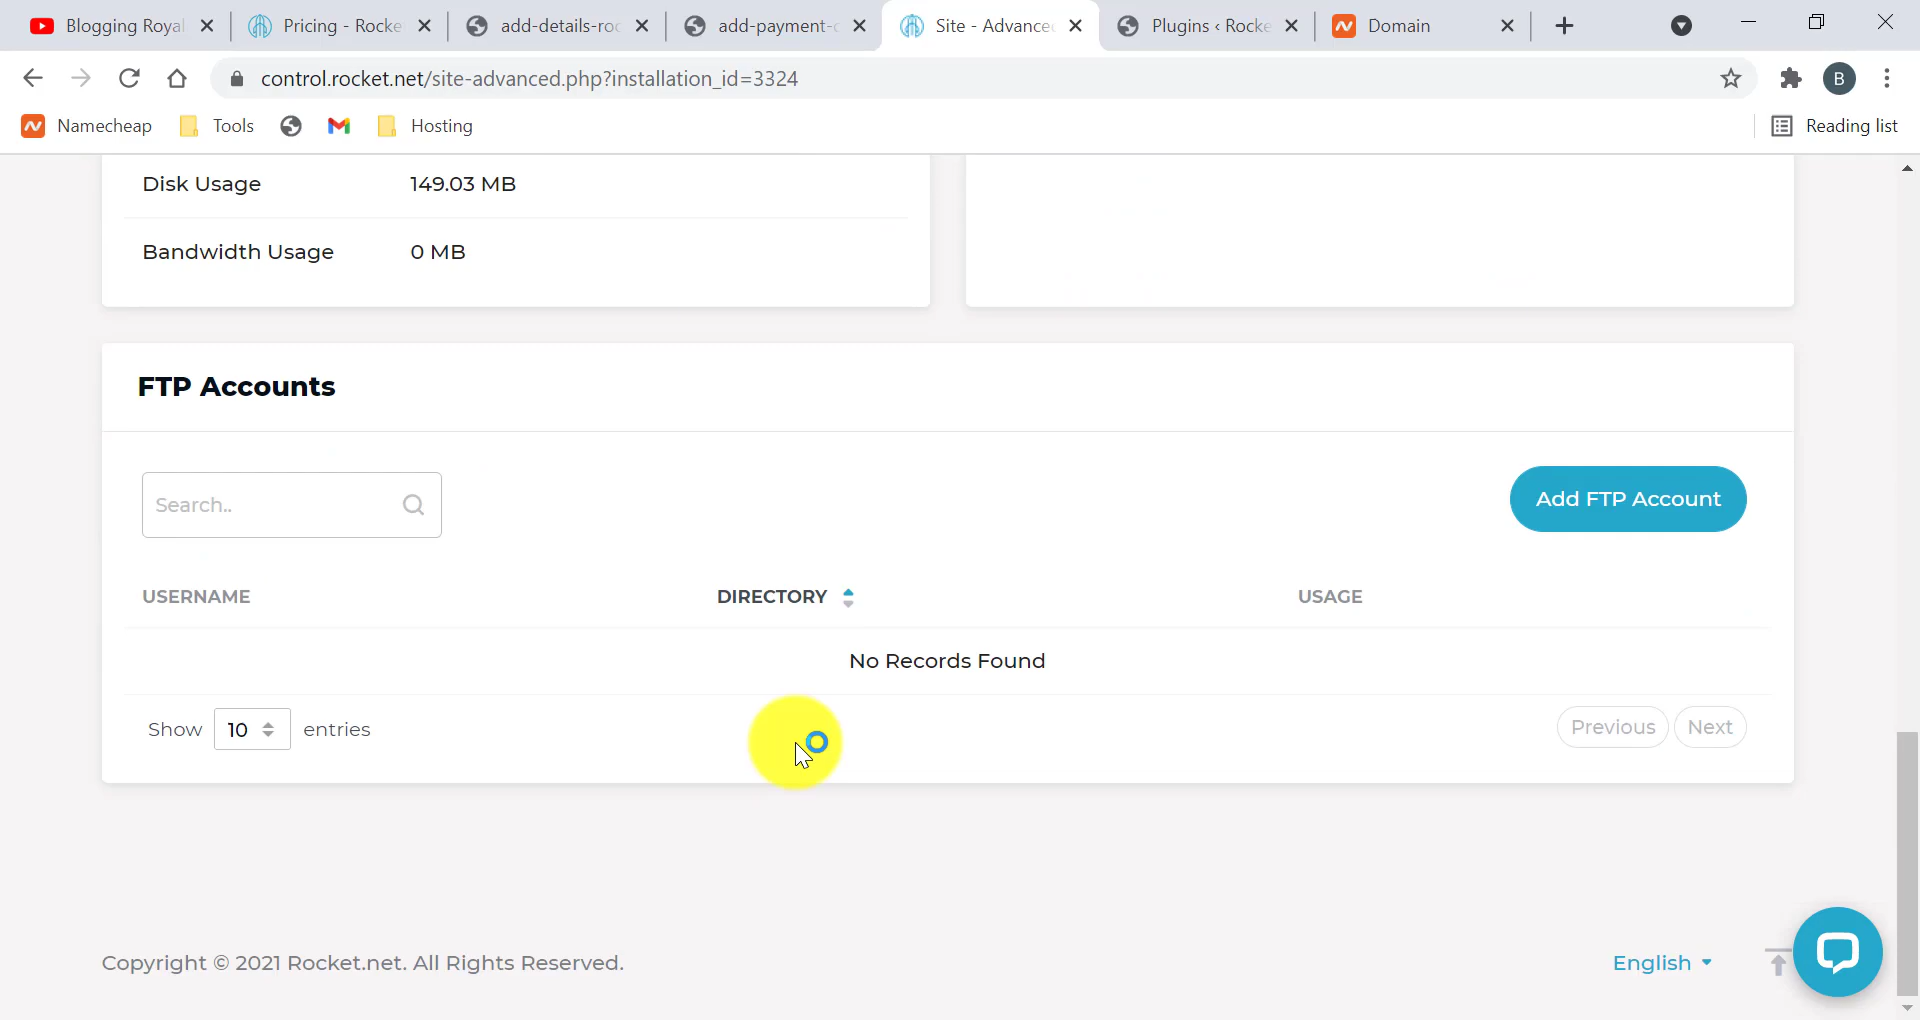 Blogging Royal
Pricing - Rocke
add-details-roc
add-payment-c
Site - Advance
Plugins ‹ Rocke
Domain
control.rocket.net/site-advanced.php?installation_id=3324
B
Namecheap
Tools
Hosting
Reading list
Disk Usage 149.03 MB
Bandwidth Usage 0 MB
FTP Accounts
Search..
Add FTP Account
USERNAME DIRECTORY USAGE
No Records Found
Show 10 entries
Previous Next
Copyright © 2021 Rocket.net. All Rights Reserved.
English